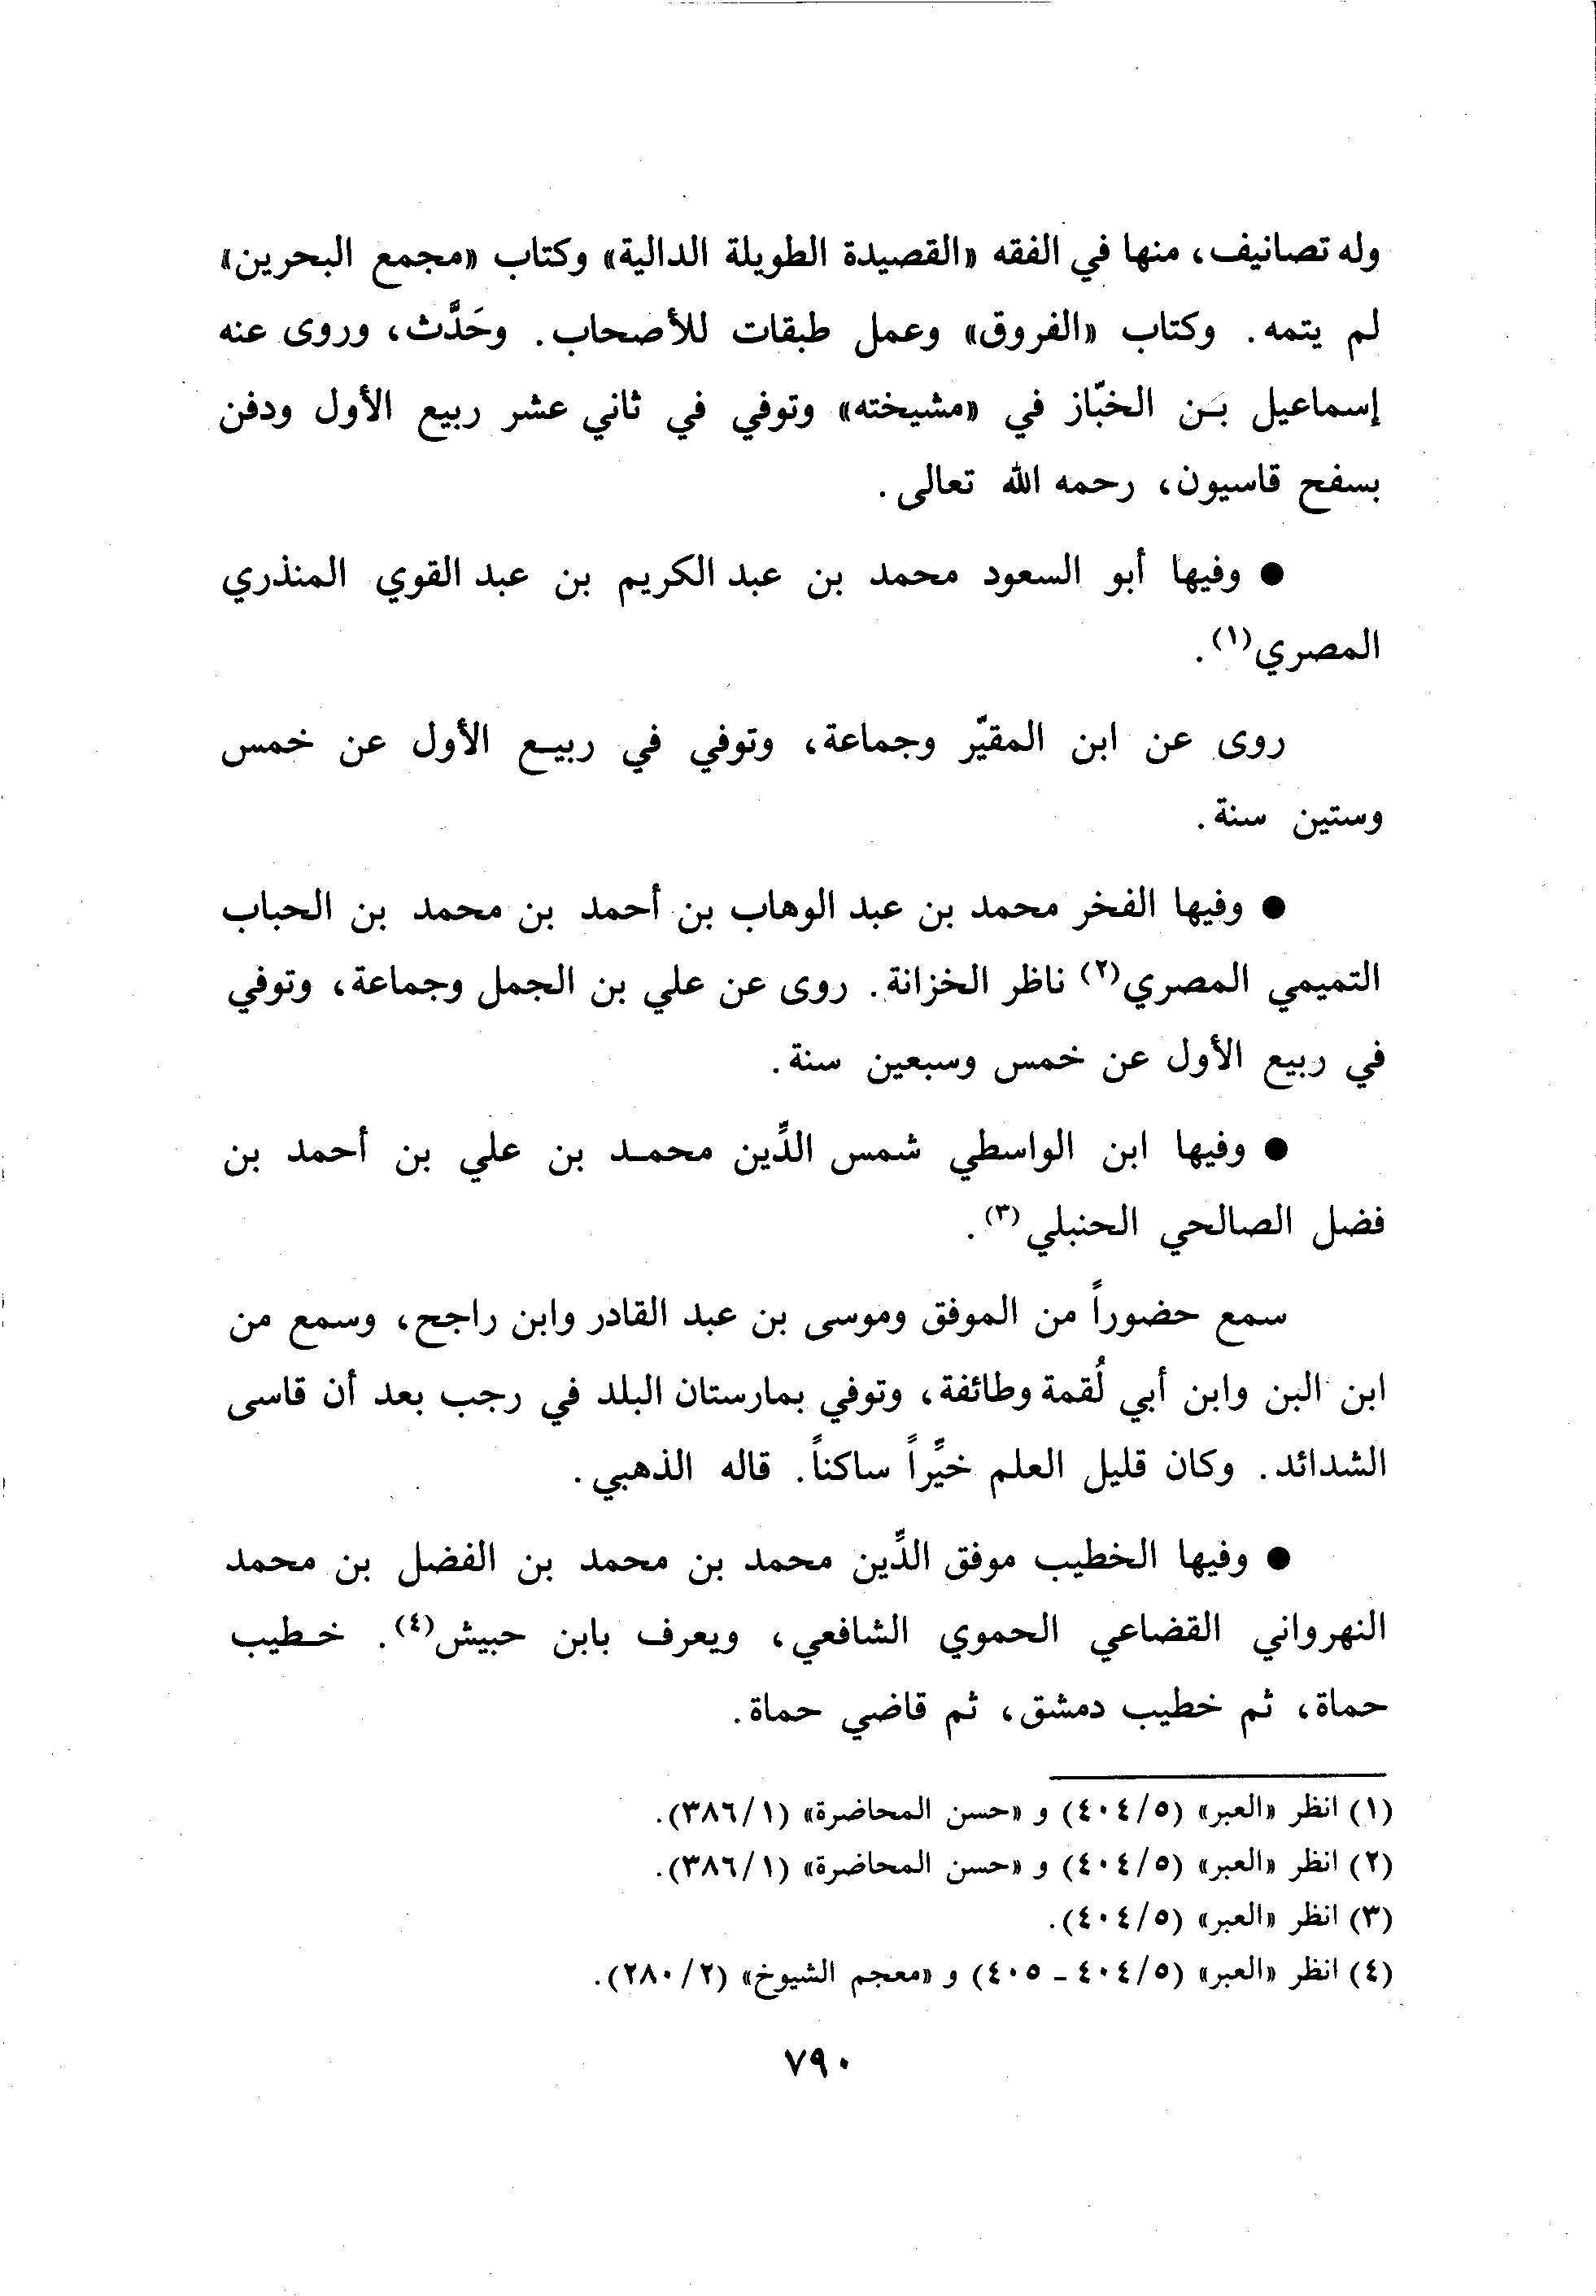 وله تصانيف، منها في الفقه «القصيدة الطويلة الدالية» وكتاب «مجمع البحرين»
لم يتمه. وكتاب «الفروق» وعمل طبقات للأصحاب. وحَدَّث، وروى عنه
إسماعيل بَن الخبّاز في «مشيخته» وتوفي في ثاني عشر ربيع الأول ودفن
بسفح قاسيون، رحمه الله تعالى.
● وفيها أبو السعود محمد بن عبد الكريم بن عبد القوي المنذري
المصري(١).
روى عن ابن المقيّر وجماعة، وتوفي في ربيع الأول عن خمس
وستين سنة.
● وفيها الفخر محمد بن عبد الوهاب بن أحمد بن محمد بن الحباب
التميمي المصري(٢) ناظر الخزانة. روى عن علي بن الجمل وجماعة، وتوفي
في ربيع الأول عن خمس وسبعين سنة.
● وفيها ابن الواسطي شمس الدِّين محمد بن علي بن أحمد بن
فضل الصالحي الحنبلي(٣).
سمع حضوراً من الموفق وموسى بن عبد القادر وابن راجح، وسمع من
ابن البن وابن أبي لُقمة وطائفة، وتوفي بمارستان البلد في رجب بعد أن قاسى
الشدائد. وكان قليل العلم خيِّراً ساكناً. قاله الذهبي.
● وفيها الخطيب موفق الدِّين محمد بن محمد بن الفضل بن محمد
النهرواني القضاعي الحموي الشافعي، ويعرف بابن حبيش(٤). خطيب
حماة، ثم خطيب دمشق، ثم قاضي حماة.
(١) انظر «العبر» (٥/٤٠٤) و «حسن المحاضرة» (١/٣٨٦).
(٢) انظر «العبر» (٥/٤٠٤) و «حسن المحاضرة» (١/٣٨٦).
(٣) انظر «العبر» (٥/٤٠٤).
(٤) انظر «العبر» (٥/٤٠٤ - ٤٠٥) و «معجم الشيوخ» (٢/٢٨٠).
٧٩٠